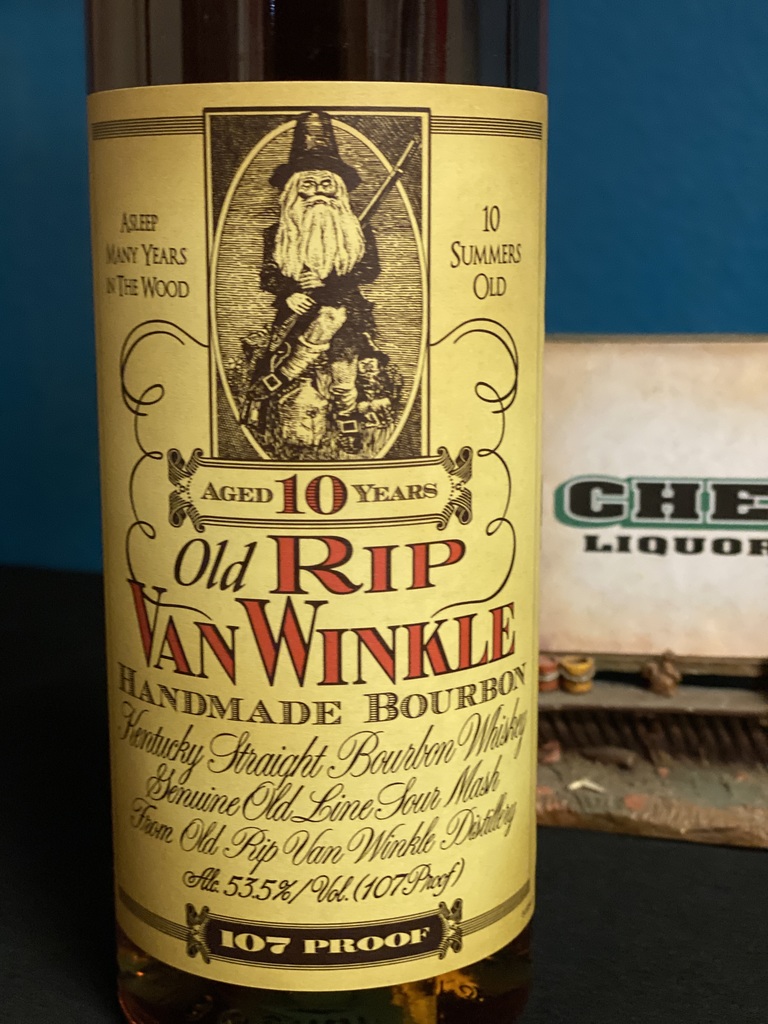 ASLEEP
MANY YEARS
IN THE WOOD
10
SUMMERS
OLD
AGED 10 YEARS
Old RIP
VAN WINKLE
HANDMADE BOURBON
Kentucky Straight Bourbon Whiskey
Genuine Old Line Sour Mash
From Old Rip Van Winkle Distillery
Alc. 53.5%/Vol. (107 Proof)
107 PROOF
CHE
LIQUOR